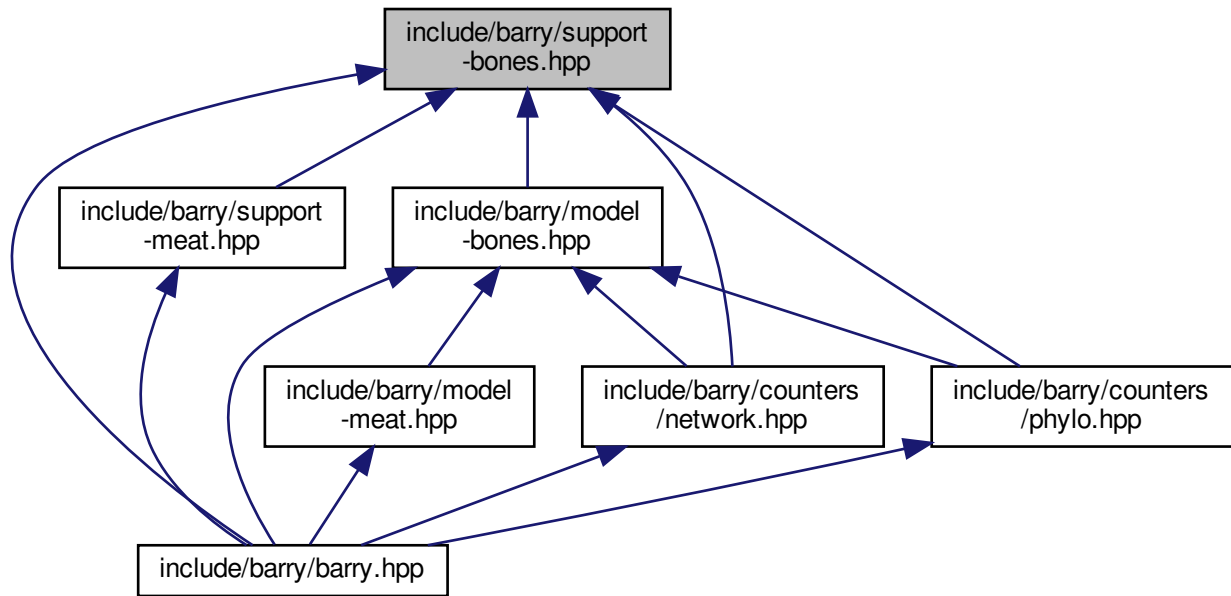 include/barry/support
-bones.hpp
include/barry/support
-meat.hpp
include/barry/model
-bones.hpp
include/barry/model
-meat.hpp
include/barry/counters
/network.hpp
include/barry/counters
/phylo.hpp
include/barry/barry.hpp